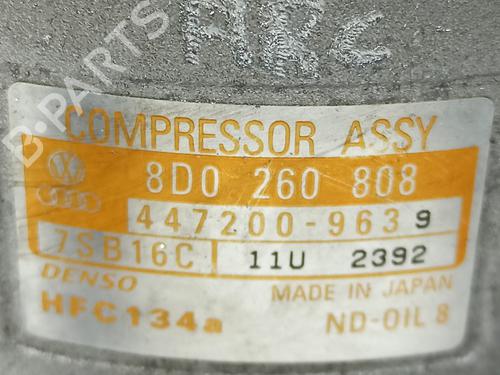 ARC
COMPRESSOR ASSY
8D0 260 808
447200-9639
7SB16C 11U 2392
DENSO MADE IN JAPAN
HFC134a ND-OIL 8
B-PARTS